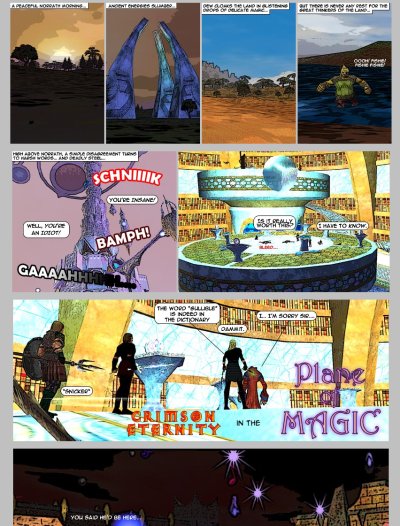 A PEACEFUL NORRATH MORNING...
ANCIENT ENERGIES SLUMBER...
DEW CLOAKS THE LAND IN GLISTENING
DROPS OF DELICATE MAGIC...
BUT THERE IS NEVER ANY REST FOR THE
GREAT THINKERS OF THE LAND...
OOOH! FISHIE
FISHIE FISHIE!
HIGH ABOVE NORRATH, A SIMPLE DISAGREEMENT TURNS
TO HARSH WORDS... AND DEADLY STEEL...
SCHNIIIIK
YOU'RE INSANE!
WELL, YOU'RE
AN IDIOT!
BAMPH!
GAAAAHHHHHH...
IS IT REALLY
WORTH THIS?
I HAVE TO KNOW.
THE WORD "GULLIBLE"
IS INDEED IN
THE DICTIONARY
I... I'M SORRY SIR...
DAMMIT.
*SNICKER*
CRIMSON
ETERNITY
IN THE
Plane
of
MAGIC
YOU SAID HE'D BE HERE...